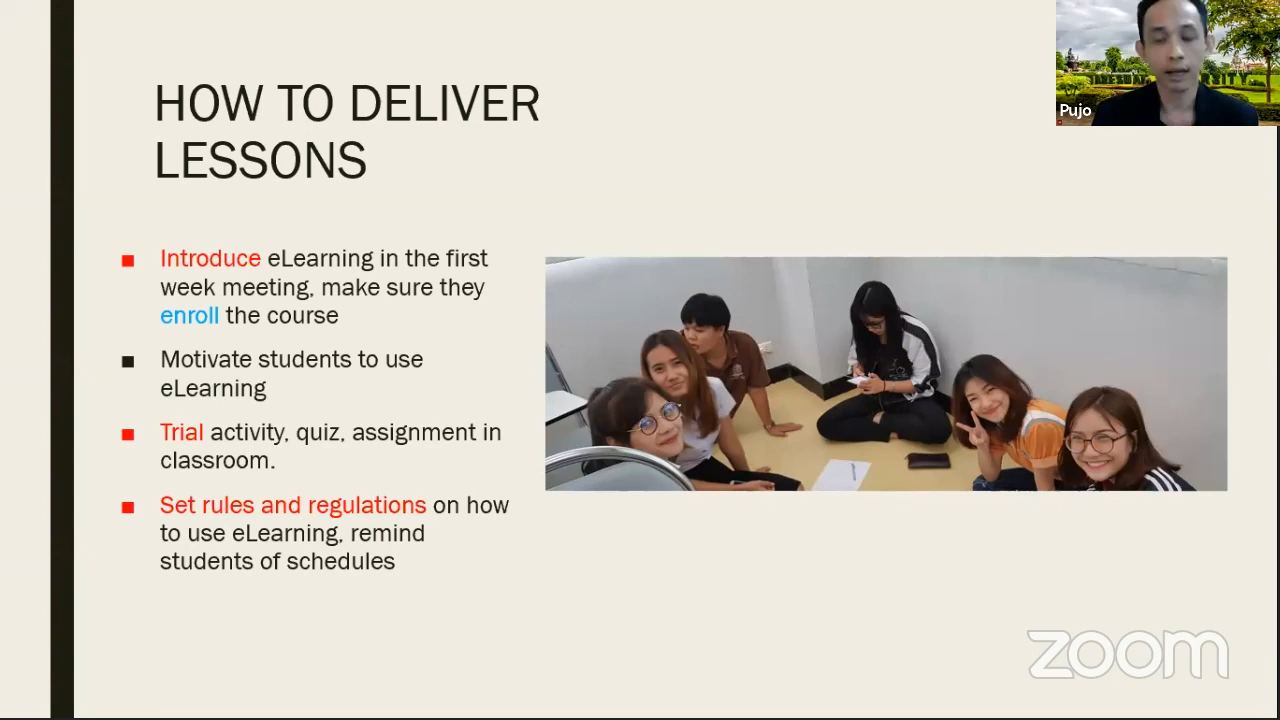 HOW TO DELIVER
LESSONS
Pujo
Introduce eLearning in the first
week meeting, make sure they
enroll the course
Motivate students to use
eLearning
Trial activity, quiz, assignment in
classroom.
Set rules and regulations on how
to use eLearning, remind
students of schedules
zoom